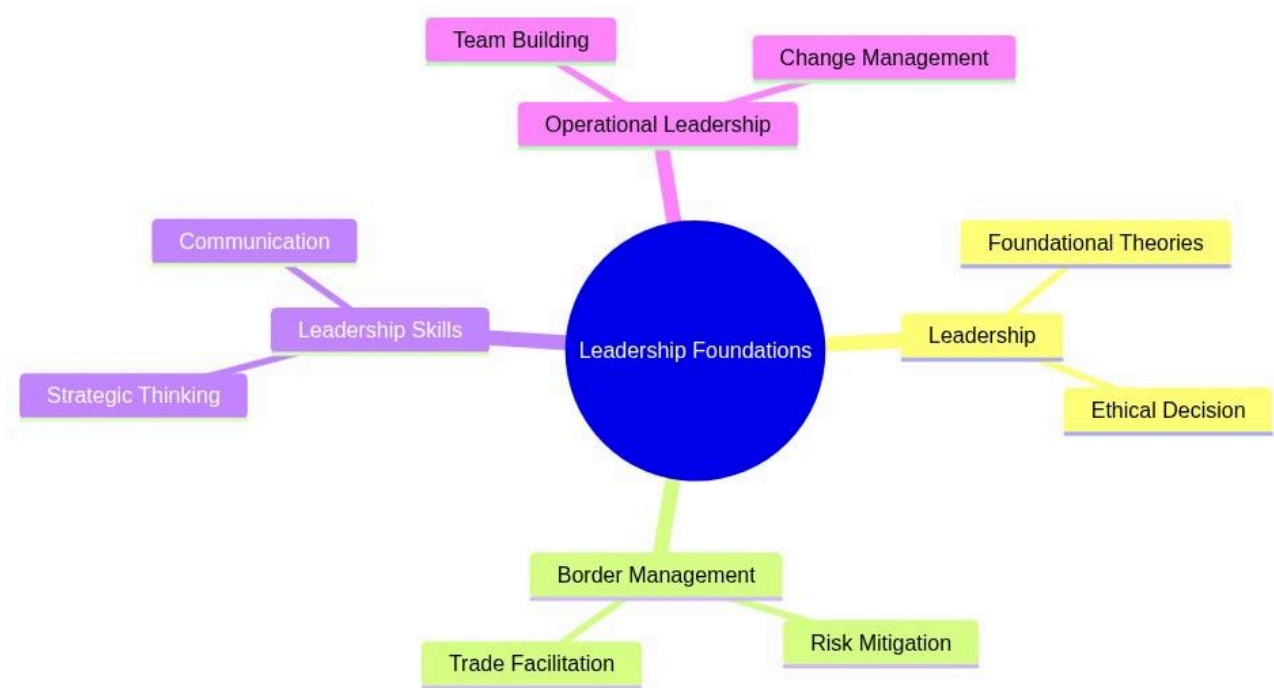 Team Building
Change Management
Operational Leadership
Communication
Foundational Theories
Leadership Skills
Leadership
Leadership Foundations
Strategic Thinking
Ethical Decision
Border Management
Risk Mitigation
Trade Facilitation